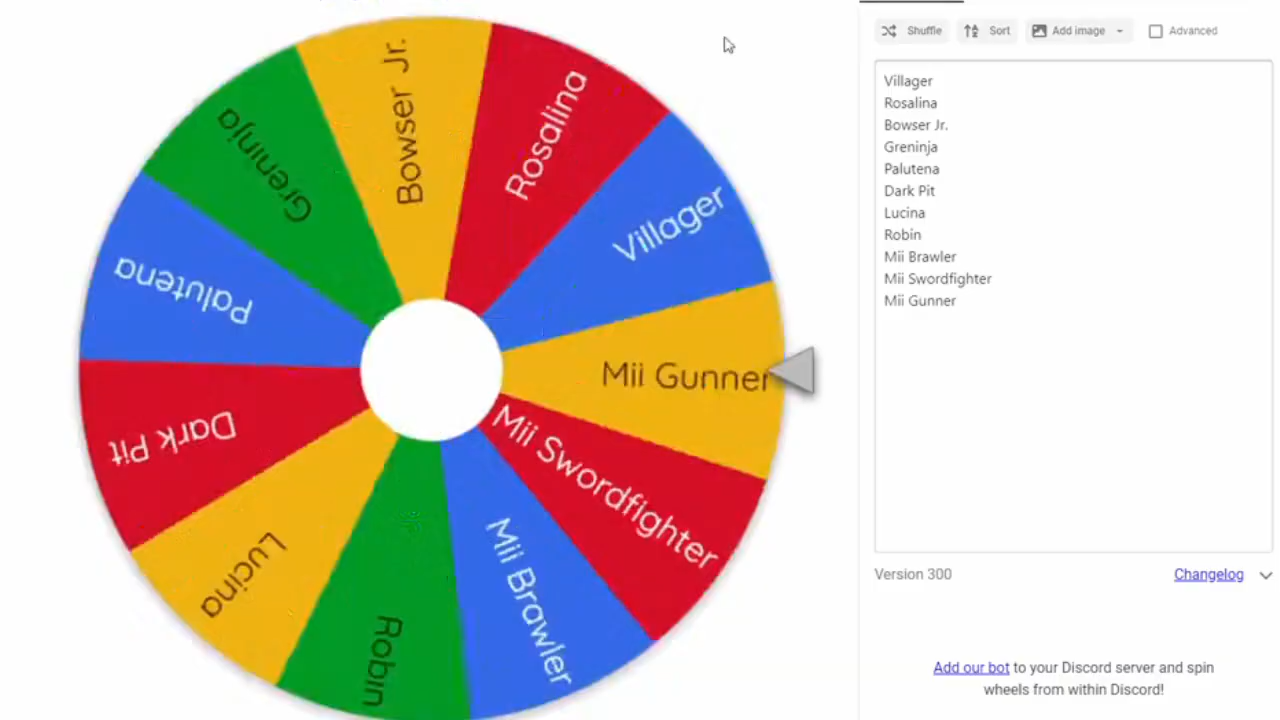 Bowser Jr.
Rosalina
Greninja
Villager
Palutena
Mii Gunner
Dark Pit
Mii Swordfighter
Lucina
Mii Brawler
Robin
Shuffle
Sort
Add image
Advanced
Villager
Rosalina
Bowser Jr.
Greninja
Palutena
Dark Pit
Lucina
Robin
Mii Brawler
Mii Swordfighter
Mii Gunner
Version 300
Changelog
Add our bot to your Discord server and spin
wheels from within Discord!